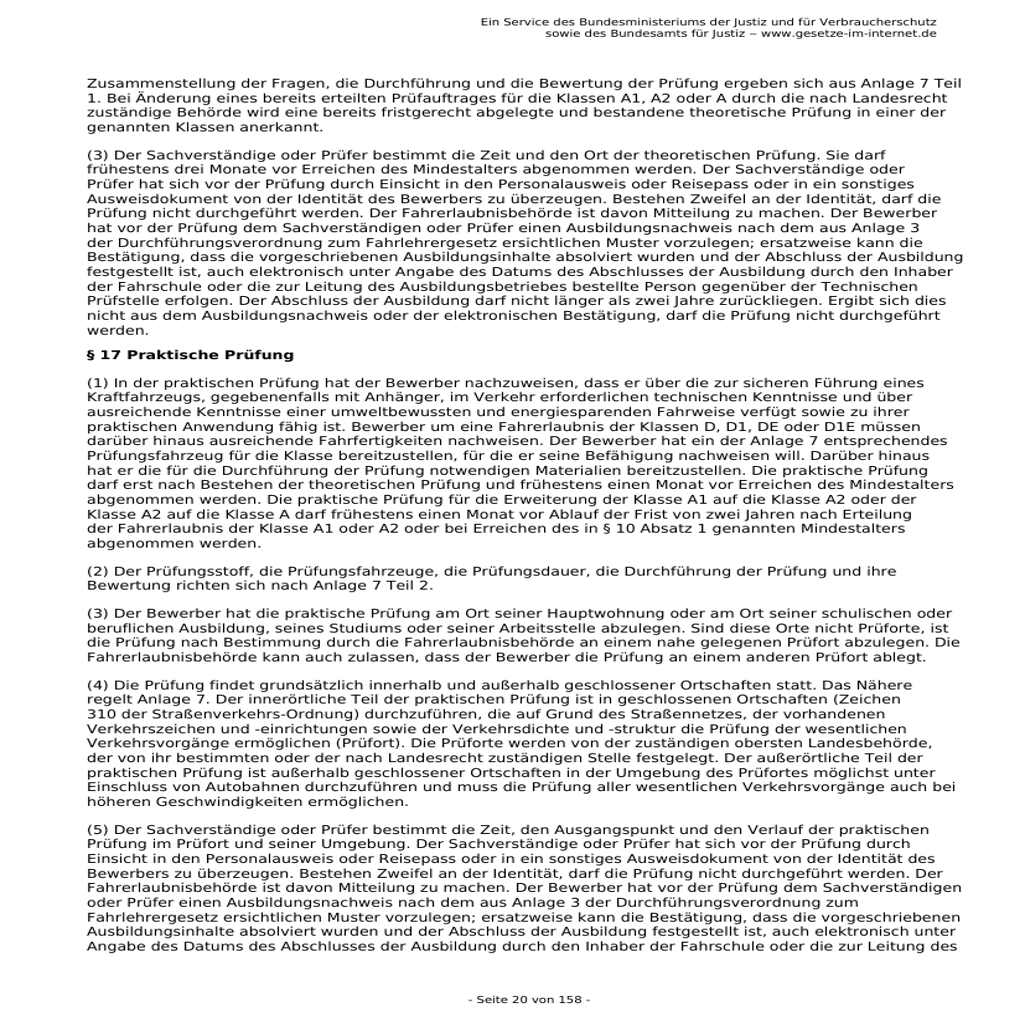 Ein Service des Bundesministeriums der Justiz und für Verbraucherschutz
sowie des Bundesamts für Justiz – www.gesetze-im-internet.de
Zusammenstellung der Fragen, die Durchführung und die Bewertung der Prüfung ergeben sich aus Anlage 7 Teil
1. Bei Änderung eines bereits erteilten Prüfauftrages für die Klassen A1, A2 oder A durch die nach Landesrecht
zuständige Behörde wird eine bereits fristgerecht abgelegte und bestandene theoretische Prüfung in einer der
genannten Klassen anerkannt.
(3) Der Sachverständige oder Prüfer bestimmt die Zeit und den Ort der theoretischen Prüfung. Sie darf
frühestens drei Monate vor Erreichen des Mindestalters abgenommen werden. Der Sachverständige oder
Prüfer hat sich vor der Prüfung durch Einsicht in den Personalausweis oder Reisepass oder in ein sonstiges
Ausweisdokument von der Identität des Bewerbers zu überzeugen. Bestehen Zweifel an der Identität, darf die
Prüfung nicht durchgeführt werden. Der Fahrerlaubnisbehörde ist davon Mitteilung zu machen. Der Bewerber
hat vor der Prüfung dem Sachverständigen oder Prüfer einen Ausbildungsnachweis nach dem aus Anlage 3
der Durchführungsverordnung zum Fahrlehrergesetz ersichtlichen Muster vorzulegen; ersatzweise kann die
Bestätigung, dass die vorgeschriebenen Ausbildungsinhalte absolviert wurden und der Abschluss der Ausbildung
festgestellt ist, auch elektronisch unter Angabe des Datums des Abschlusses der Ausbildung durch den Inhaber
der Fahrschule oder die zur Leitung des Ausbildungsbetriebes bestellte Person gegenüber der Technischen
Prüfstelle erfolgen. Der Abschluss der Ausbildung darf nicht länger als zwei Jahre zurückliegen. Ergibt sich dies
nicht aus dem Ausbildungsnachweis oder der elektronischen Bestätigung, darf die Prüfung nicht durchgeführt
werden.
§ 17 Praktische Prüfung
(1) In der praktischen Prüfung hat der Bewerber nachzuweisen, dass er über die zur sicheren Führung eines
Kraftfahrzeugs, gegebenenfalls mit Anhänger, im Verkehr erforderlichen technischen Kenntnisse und über
ausreichende Kenntnisse einer umweltbewussten und energiesparenden Fahrweise verfügt sowie zu ihrer
praktischen Anwendung fähig ist. Bewerber um eine Fahrerlaubnis der Klassen D, D1, DE oder D1E müssen
darüber hinaus ausreichende Fahrfertigkeiten nachweisen. Der Bewerber hat ein der Anlage 7 entsprechendes
Prüfungsfahrzeug für die Klasse bereitzustellen, für die er seine Befähigung nachweisen will. Darüber hinaus
hat er die für die Durchführung der Prüfung notwendigen Materialien bereitzustellen. Die praktische Prüfung
darf erst nach Bestehen der theoretischen Prüfung und frühestens einen Monat vor Erreichen des Mindestalters
abgenommen werden. Die praktische Prüfung für die Erweiterung der Klasse A1 auf die Klasse A2 oder der
Klasse A2 auf die Klasse A darf frühestens einen Monat vor Ablauf der Frist von zwei Jahren nach Erteilung
der Fahrerlaubnis der Klasse A1 oder A2 oder bei Erreichen des in § 10 Absatz 1 genannten Mindestalters
abgenommen werden.
(2) Der Prüfungsstoff, die Prüfungsfahrzeuge, die Prüfungsdauer, die Durchführung der Prüfung und ihre
Bewertung richten sich nach Anlage 7 Teil 2.
(3) Der Bewerber hat die praktische Prüfung am Ort seiner Hauptwohnung oder am Ort seiner schulischen oder
beruflichen Ausbildung, seines Studiums oder seiner Arbeitsstelle abzulegen. Sind diese Orte nicht Prüforte, ist
die Prüfung nach Bestimmung durch die Fahrerlaubnisbehörde an einem nahe gelegenen Prüfort abzulegen. Die
Fahrerlaubnisbehörde kann auch zulassen, dass der Bewerber die Prüfung an einem anderen Prüfort ablegt.
(4) Die Prüfung findet grundsätzlich innerhalb und außerhalb geschlossener Ortschaften statt. Das Nähere
regelt Anlage 7. Der innerörtliche Teil der praktischen Prüfung ist in geschlossenen Ortschaften (Zeichen
310 der Straßenverkehrs-Ordnung) durchzuführen, die auf Grund des Straßennetzes, der vorhandenen
Verkehrszeichen und -einrichtungen sowie der Verkehrsdichte und -struktur die Prüfung der wesentlichen
Verkehrsvorgänge ermöglichen (Prüfort). Die Prüforte werden von der zuständigen obersten Landesbehörde,
der von ihr bestimmten oder der nach Landesrecht zuständigen Stelle festgelegt. Der außerörtliche Teil der
praktischen Prüfung ist außerhalb geschlossener Ortschaften in der Umgebung des Prüfortes möglichst unter
Einschluss von Autobahnen durchzuführen und muss die Prüfung aller wesentlichen Verkehrsvorgänge auch bei
höheren Geschwindigkeiten ermöglichen.
(5) Der Sachverständige oder Prüfer bestimmt die Zeit, den Ausgangspunkt und den Verlauf der praktischen
Prüfung im Prüfort und seiner Umgebung. Der Sachverständige oder Prüfer hat sich vor der Prüfung durch
Einsicht in den Personalausweis oder Reisepass oder in ein sonstiges Ausweisdokument von der Identität des
Bewerbers zu überzeugen. Bestehen Zweifel an der Identität, darf die Prüfung nicht durchgeführt werden. Der
Fahrerlaubnisbehörde ist davon Mitteilung zu machen. Der Bewerber hat vor der Prüfung dem Sachverständigen
oder Prüfer einen Ausbildungsnachweis nach dem aus Anlage 3 der Durchführungsverordnung zum
Fahrlehrergesetz ersichtlichen Muster vorzulegen; ersatzweise kann die Bestätigung, dass die vorgeschriebenen
Ausbildungsinhalte absolviert wurden und der Abschluss der Ausbildung festgestellt ist, auch elektronisch unter
Angabe des Datums des Abschlusses der Ausbildung durch den Inhaber der Fahrschule oder die zur Leitung des
- Seite 20 von 158 -